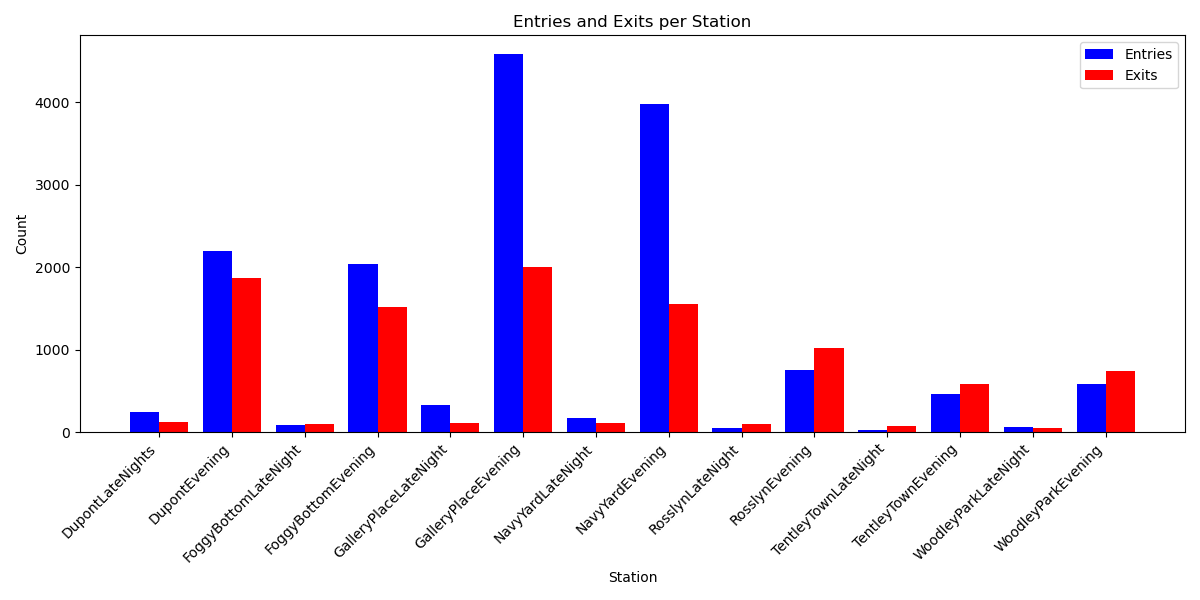 Entries and Exits per Station
Entries
Exits
Count
4000
3000
2000
1000
0
DupontLateNights
DupontEvening
FoggyBottomLateNight
FoggyBottomEvening
GalleryPlaceLateNight
GalleryPlaceEvening
NavyYardLateNight
NavyYardEvening
RosslynLateNight
RosslynEvening
TentleyTownLateNight
TentleyTownEvening
WoodleyParkLateNight
WoodleyParkEvening
Station